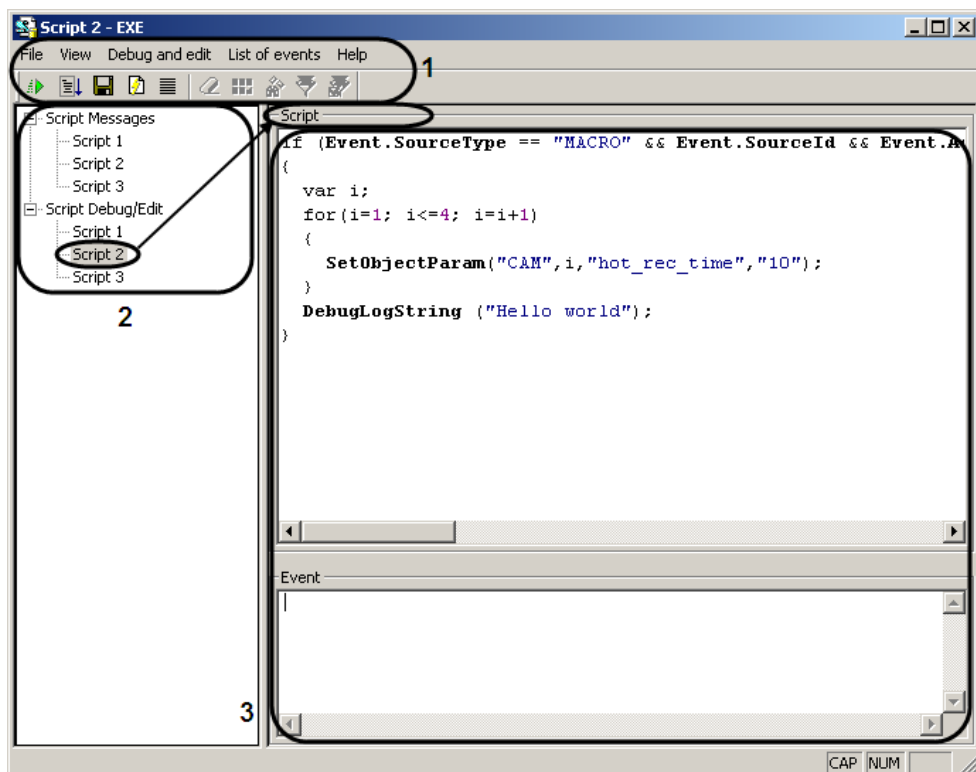 Script 2 - EXE
File View Debug and edit List of events Help
1
Script Messages
Script 1
Script 2
Script 3
Script Debug/Edit
Script 1
Script 2
Script 3
2
Script
if (Event.SourceType == "MACRO" && Event.SourceId && Event.A
{
var i;
for(i=1; i<=4; i=i+1)
{
SetObjectParam("CAM",i,"hot_rec_time","10");
}
DebugLogString ("Hello world");
}
Event
3
CAP NUM